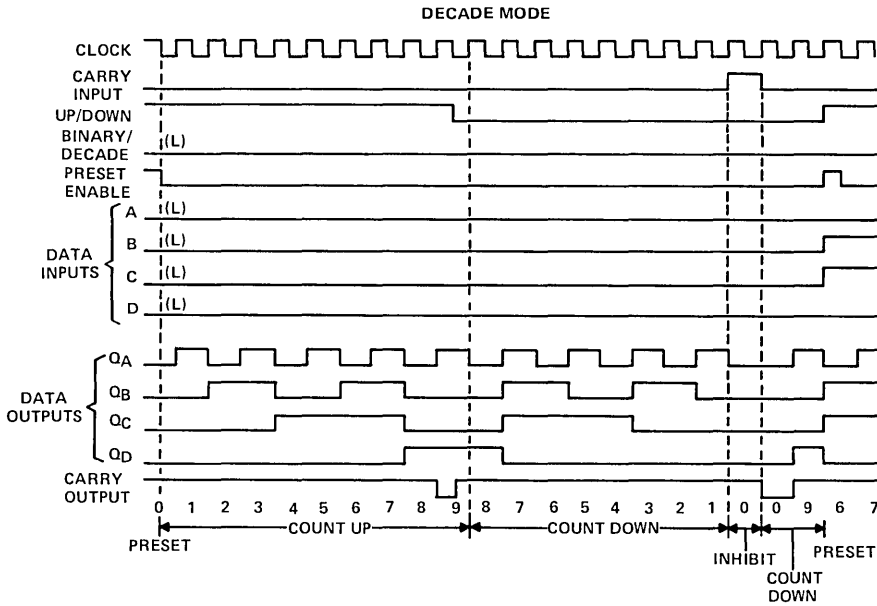 DECADE MODE
CLOCK
CARRY
INPUT
UP/DOWN
BINARY/
DECADE
(L)
PRESET
ENABLE
DATA
INPUTS
A
(L)
B
(L)
C
(L)
D
(L)
DATA
OUTPUTS
QA
QB
QC
QD
CARRY
OUTPUT
0 1 2 3 4 5 6 7 8 9 8 7 6 5 4 3 2 1 0 0 9 6 7
PRESET
COUNT UP
COUNT DOWN
INHIBIT
COUNT
DOWN
PRESET